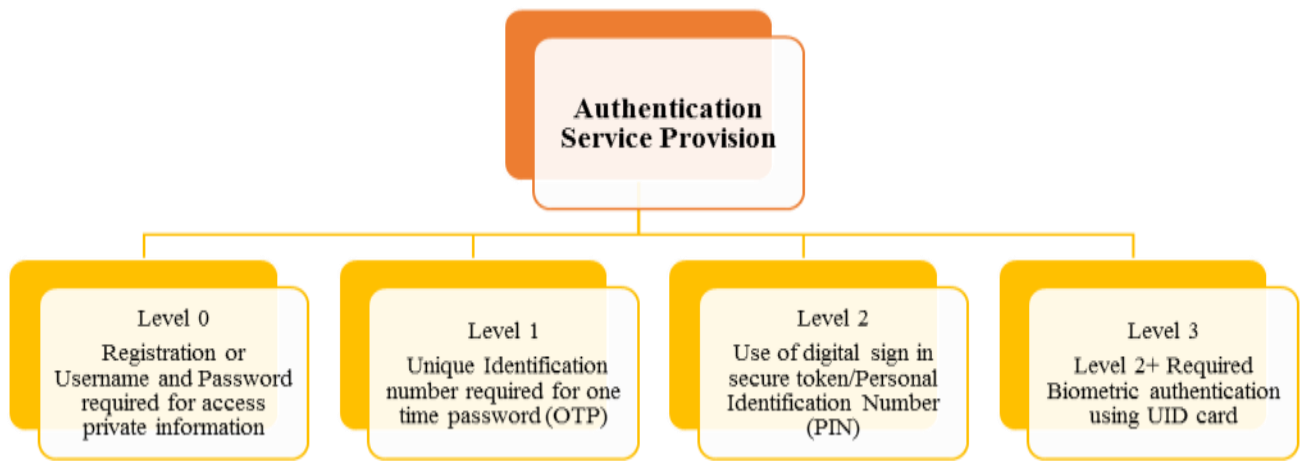 Authentication
Service Provision
Level 0
Registration or
Username and Password
required for access
private information
Level 1
Unique Identification
number required for one
time password (OTP)
Level 2
Use of digital sign in
secure token/Personal
Identification Number
(PIN)
Level 3
Level 2+ Required
Biometric authentication
using UID card